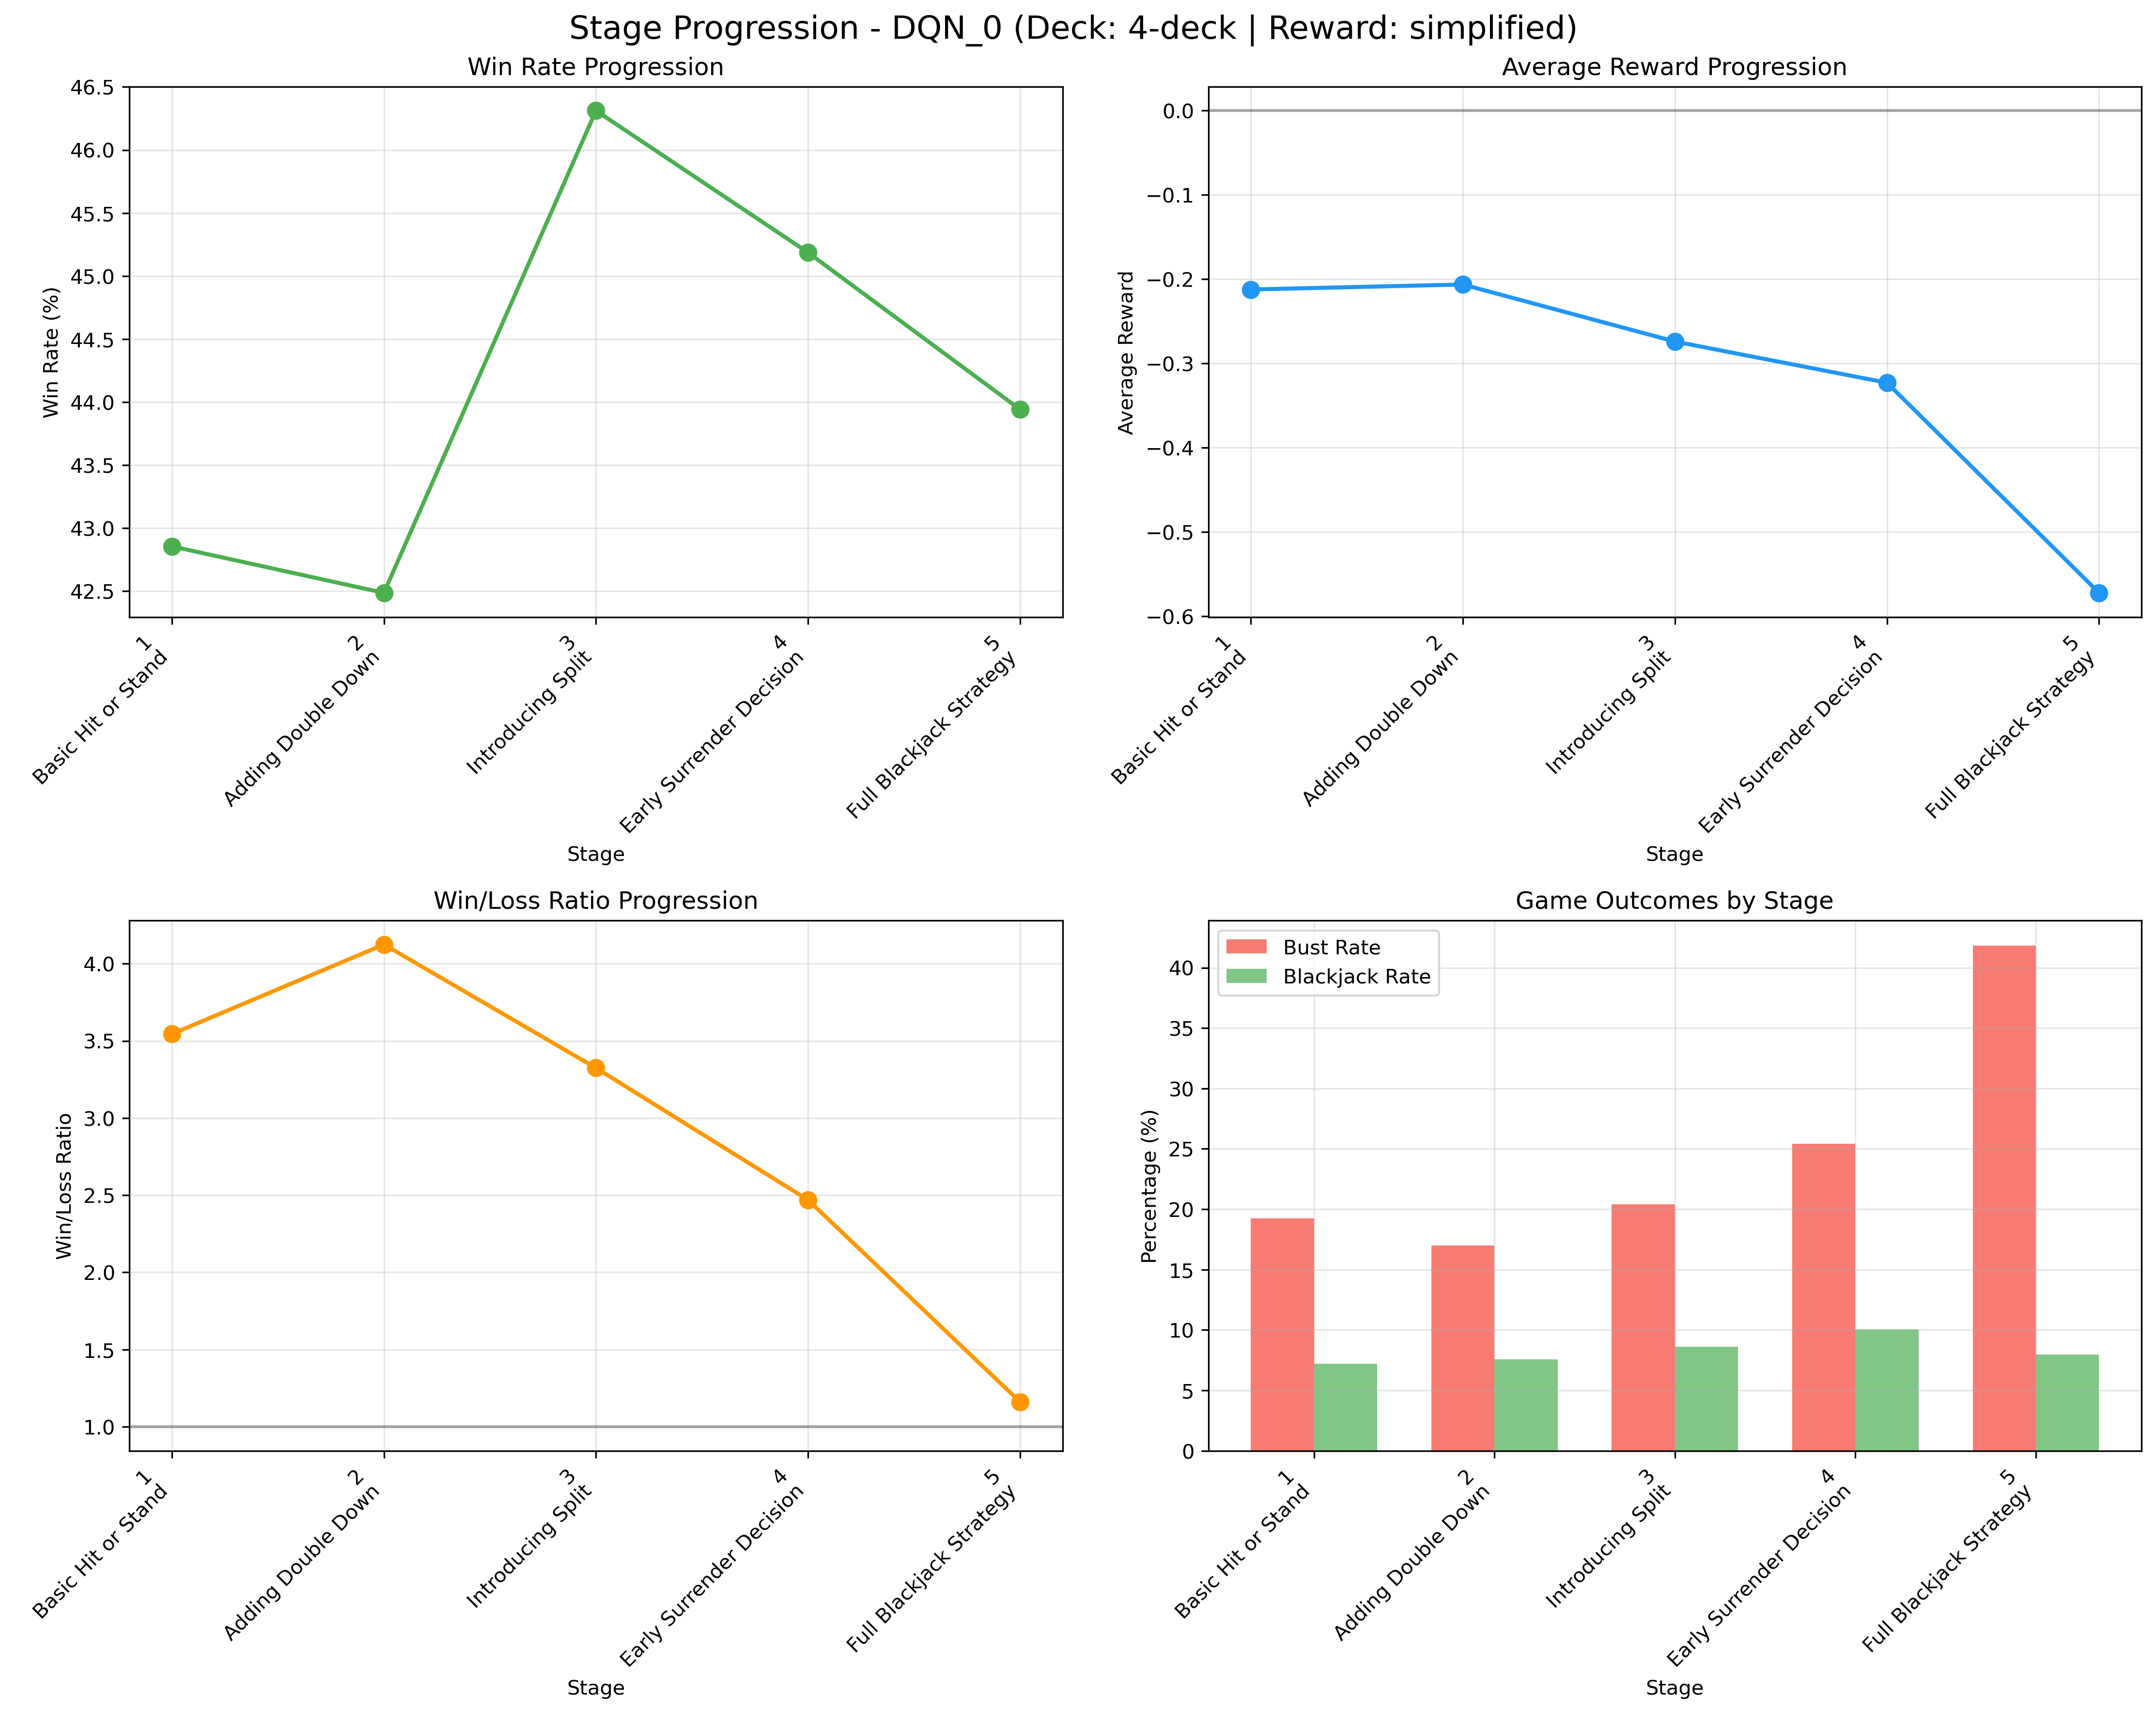 Stage Progression - DQN_0 (Deck: 4-deck | Reward: simplified)
Win Rate Progression
Win Rate (%)
46.5
46.0
45.5
45.0
44.5
44.0
43.5
43.0
42.5
1
Basic Hit or Stand
2
Adding Double Down
3
Introducing Split
4
Early Surrender Decision
5
Full Blackjack Strategy
Stage
Average Reward Progression
Average Reward
0.0
−0.1
−0.2
−0.3
−0.4
−0.5
−0.6
1
Basic Hit or Stand
2
Adding Double Down
3
Introducing Split
4
Early Surrender Decision
5
Full Blackjack Strategy
Stage
Win/Loss Ratio Progression
Win/Loss Ratio
4.0
3.5
3.0
2.5
2.0
1.5
1.0
1
Basic Hit or Stand
2
Adding Double Down
3
Introducing Split
4
Early Surrender Decision
5
Full Blackjack Strategy
Stage
Game Outcomes by Stage
Bust Rate
Blackjack Rate
Percentage (%)
40
35
30
25
20
15
10
5
0
1
Basic Hit or Stand
2
Adding Double Down
3
Introducing Split
4
Early Surrender Decision
5
Full Blackjack Strategy
Stage